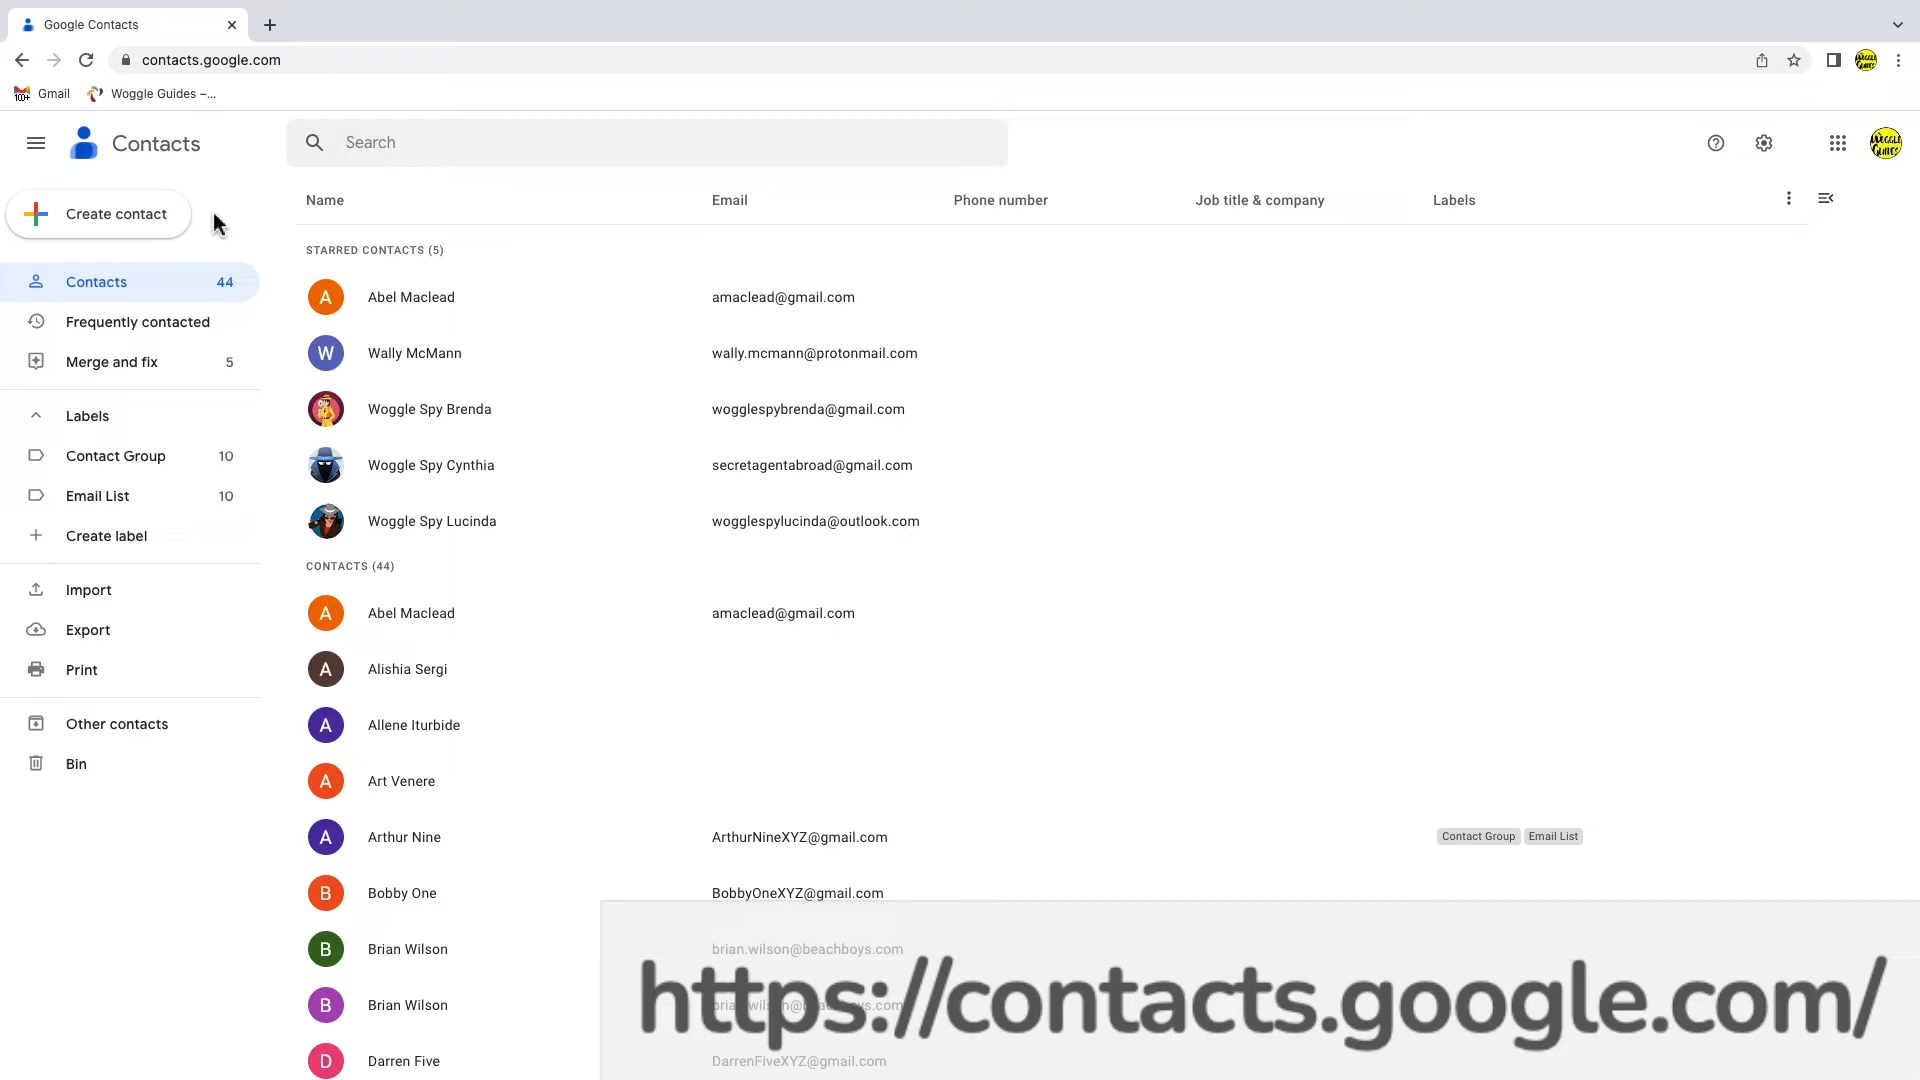 Google Contacts
contacts.google.com
Gmail
Woggle Guides –...
Contacts
Search
Create contact
Contacts 44
Frequently contacted
Merge and fix 5
Labels
Contact Group 10
Email List 10
Create label
Import
Export
Print
Other contacts
Bin
Name Email Phone number Job title & company Labels
STARRED CONTACTS (5)
A Abel Maclead amaclead@gmail.com
W Wally McMann wally.mcmann@protonmail.com
Woggle Spy Brenda wogglespybrenda@gmail.com
Woggle Spy Cynthia secretagentabroad@gmail.com
Woggle Spy Lucinda wogglespylucinda@outlook.com
CONTACTS (44)
A Abel Maclead amaclead@gmail.com
A Alishia Sergi
A Allene Iturbide
A Art Venere
A Arthur Nine ArthurNineXYZ@gmail.com Contact Group Email List
B Bobby One BobbyOneXYZ@gmail.com
B Brian Wilson brian.wilson@beachboys.com
B Brian Wilson
D Darren Five DarrenFiveXYZ@gmail.com
https://contacts.google.com/